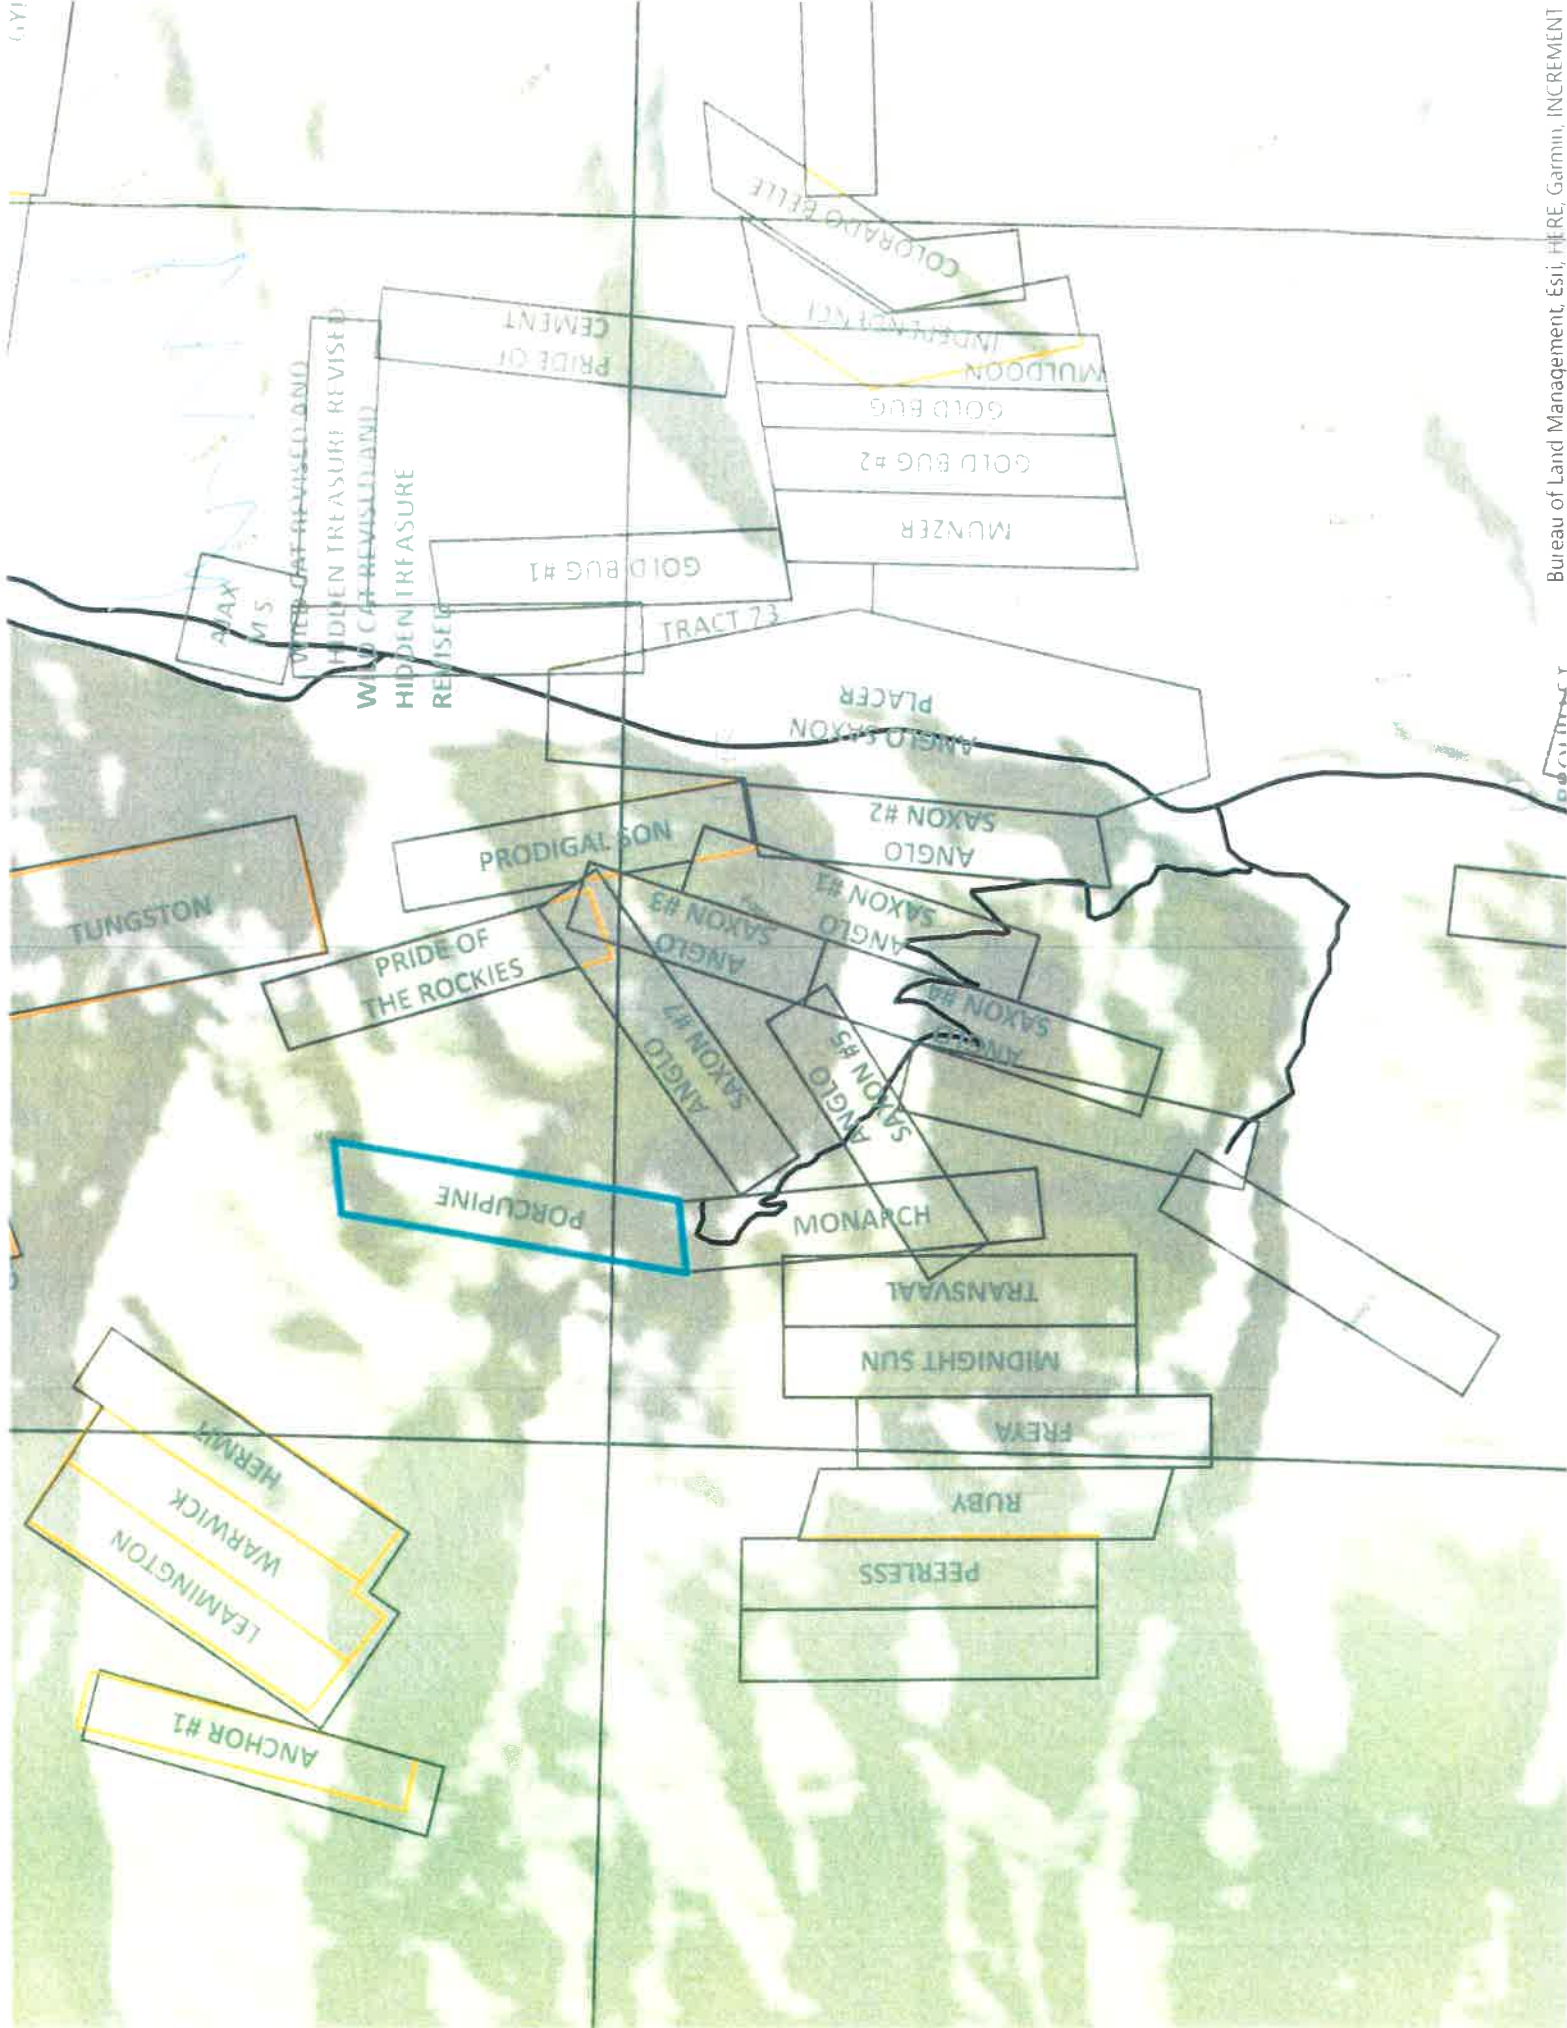 Bureau of Land Management, Esri, HERE, Garmin, INCREMENT
COLORADO BELLE
INDEPENDENCE
PRIDE OF
CEMENT
MULDOON
GOLD BUG
GOLD BUG #2
MUNZER
GOLD BUG #1
WILD CAT REVISED AND
HIDDEN TREASURE REVISED
WILD CAT REVISED AND
HIDDEN TREASURE
REVISED
AJAX
M S
TRACT 73
ANGLO SAXON
PLACER
ANGLO
SAXON #2
PRODIGAL SON
ANGLO
SAXON #1
ANGLO
SAXON #3
TUNGSTON
PRIDE OF
THE ROCKIES
ANGLO
SAXON #4
ANGLO
SAXON #7
ANGLO
SAXON #5
PORCUPINE
MONARCH
TRANSVAAL
MIDNIGHT SUN
FREYA
HERMIT
WARWICK
LEAMINGTON
RUBY
PEERLESS
ANCHOR #1